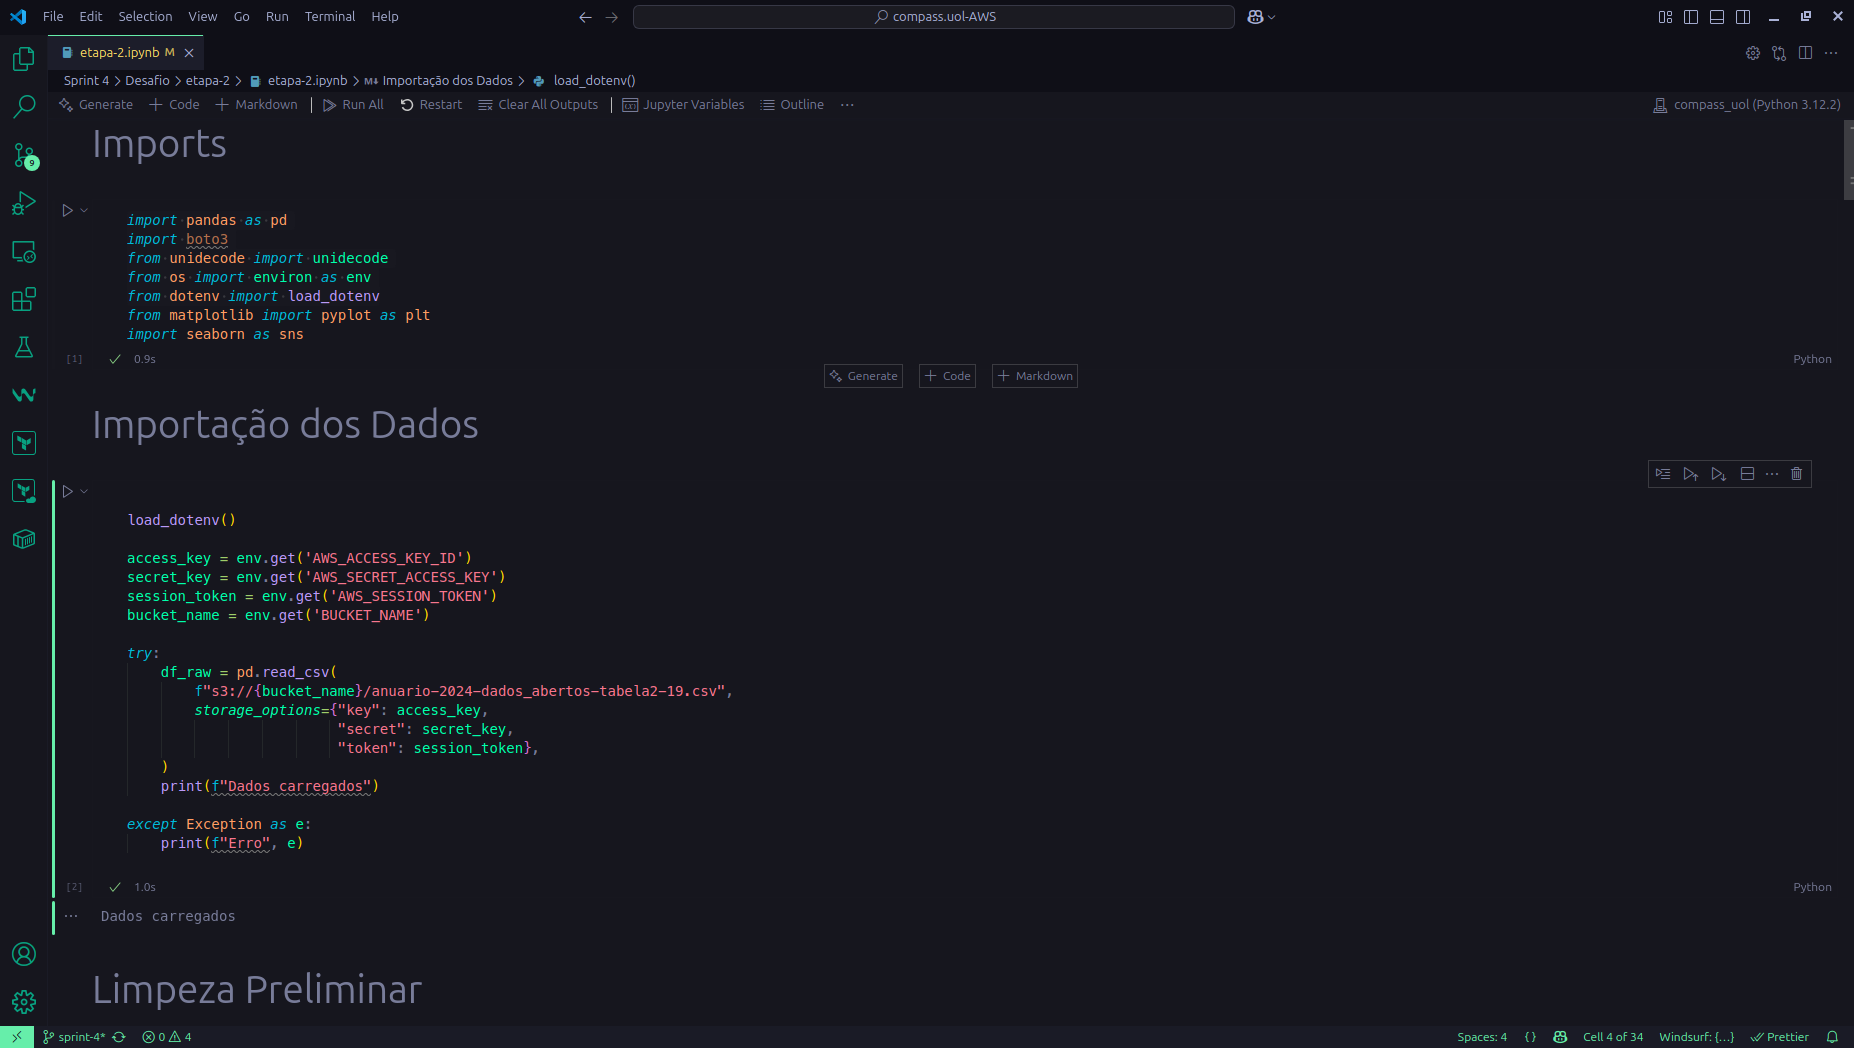 File Edit Selection View Go Run Terminal Help
compass.uol-AWS
etapa-2.ipynb M
Sprint 4 > Desafio > etapa-2 > etapa-2.ipynb > M↓ Importação dos Dados > load_dotenv()
Generate + Code + Markdown | Run All Restart Clear All Outputs | Jupyter Variables Outline ...
compass_uol (Python 3.12.2)
Imports
9
import pandas as pd
import boto3
from unidecode import unidecode
from os import environ as env
from dotenv import load_dotenv
from matplotlib import pyplot as plt
import seaborn as sns
[1] 0.9s
Python
Generate + Code + Markdown
Importação dos Dados
load_dotenv()
access_key = env.get('AWS_ACCESS_KEY_ID')
secret_key = env.get('AWS_SECRET_ACCESS_KEY')
session_token = env.get('AWS_SESSION_TOKEN')
bucket_name = env.get('BUCKET_NAME')
try:
df_raw = pd.read_csv(
f"s3://{bucket_name}/anuario-2024-dados_abertos-tabela2-19.csv",
storage_options={"key": access_key,
"secret": secret_key,
"token": session_token},
)
print(f"Dados carregados")
except Exception as e:
print(f"Erro", e)
[2] 1.0s
Python
... Dados carregados
Limpeza Preliminar
sprint-4* 0 4
Spaces: 4 {} Cell 4 of 34 Windsurf: {...} Prettier